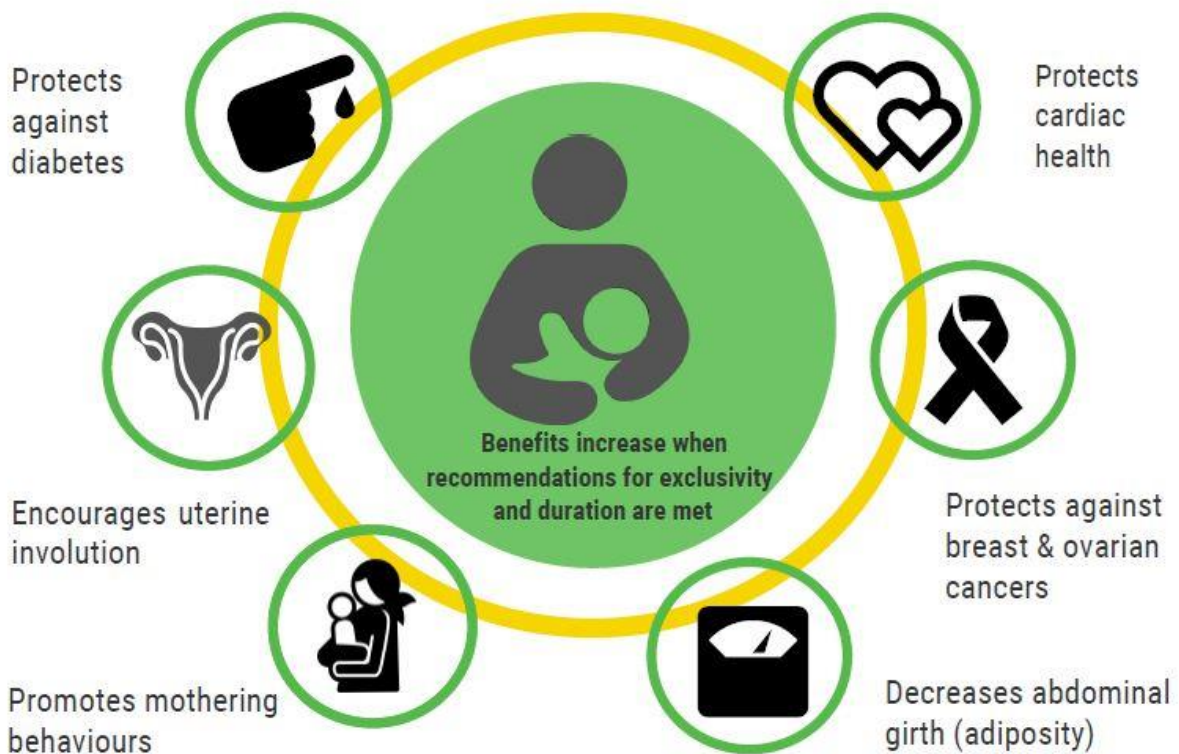 Protects
against
diabetes
Protects
cardiac
health
Benefits increase when
recommendations for exclusivity
and duration are met
Encourages uterine
involution
Protects against
breast & ovarian
cancers
Promotes mothering
behaviours
Decreases abdominal
girth (adiposity)